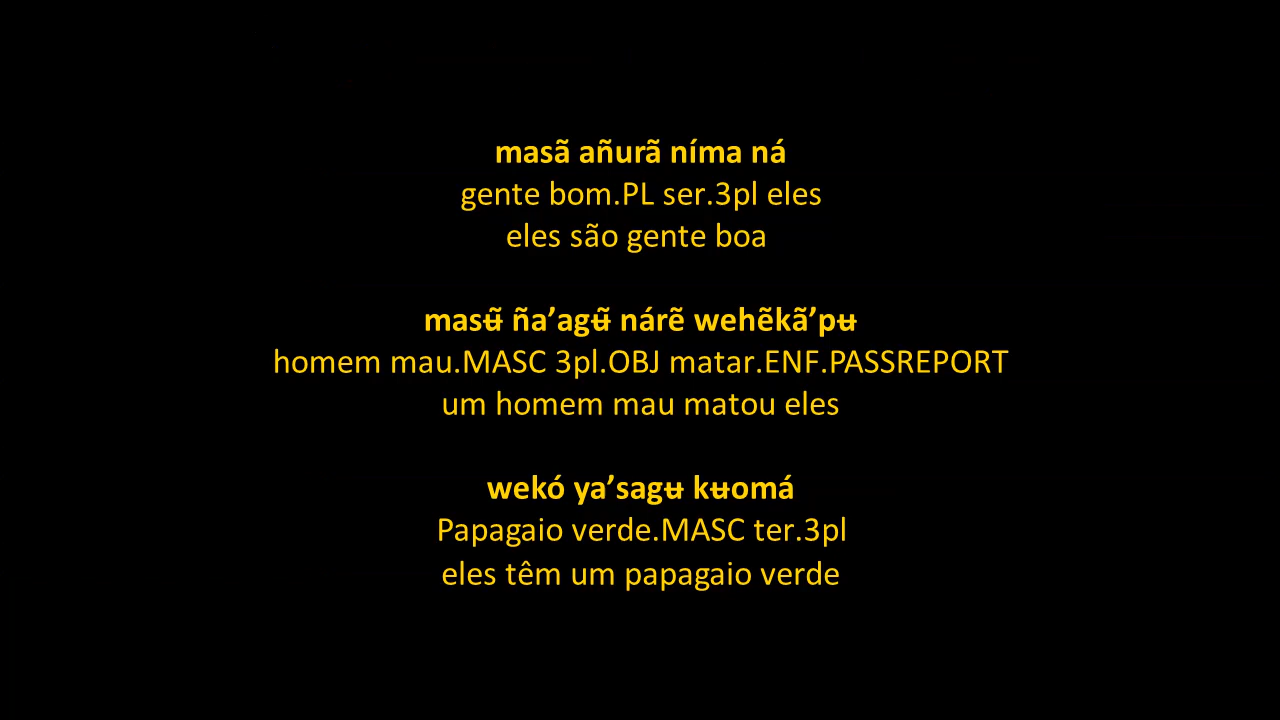 masã añurã níma ná
gente bom.PL ser.3pl eles
eles são gente boa
masʉ̃ ña’agʉ̃ nárẽ wehẽkã’pʉ
homem mau.MASC 3pl.OBJ matar.ENF.PASSREPORT
um homem mau matou eles
wekó ya’sagʉ kʉomá
Papagaio verde.MASC ter.3pl
eles têm um papagaio verde